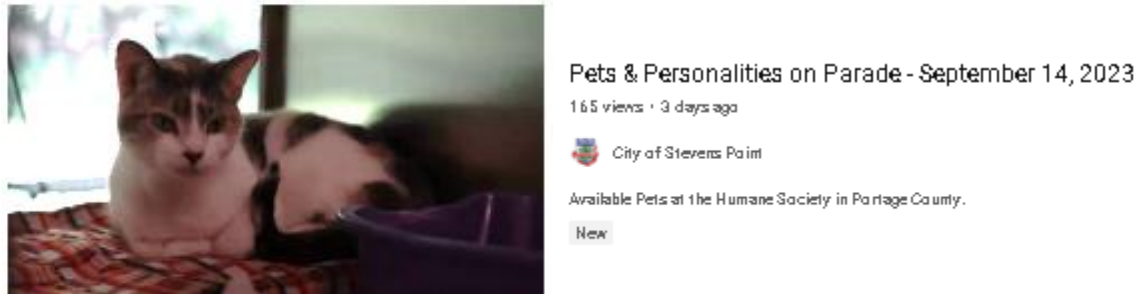 Pets & Personalities on Parade - September 14, 2023
165 views • 3 days ago
City of Stevens Point
Available Pets at the Humane Society in Portage County.
New